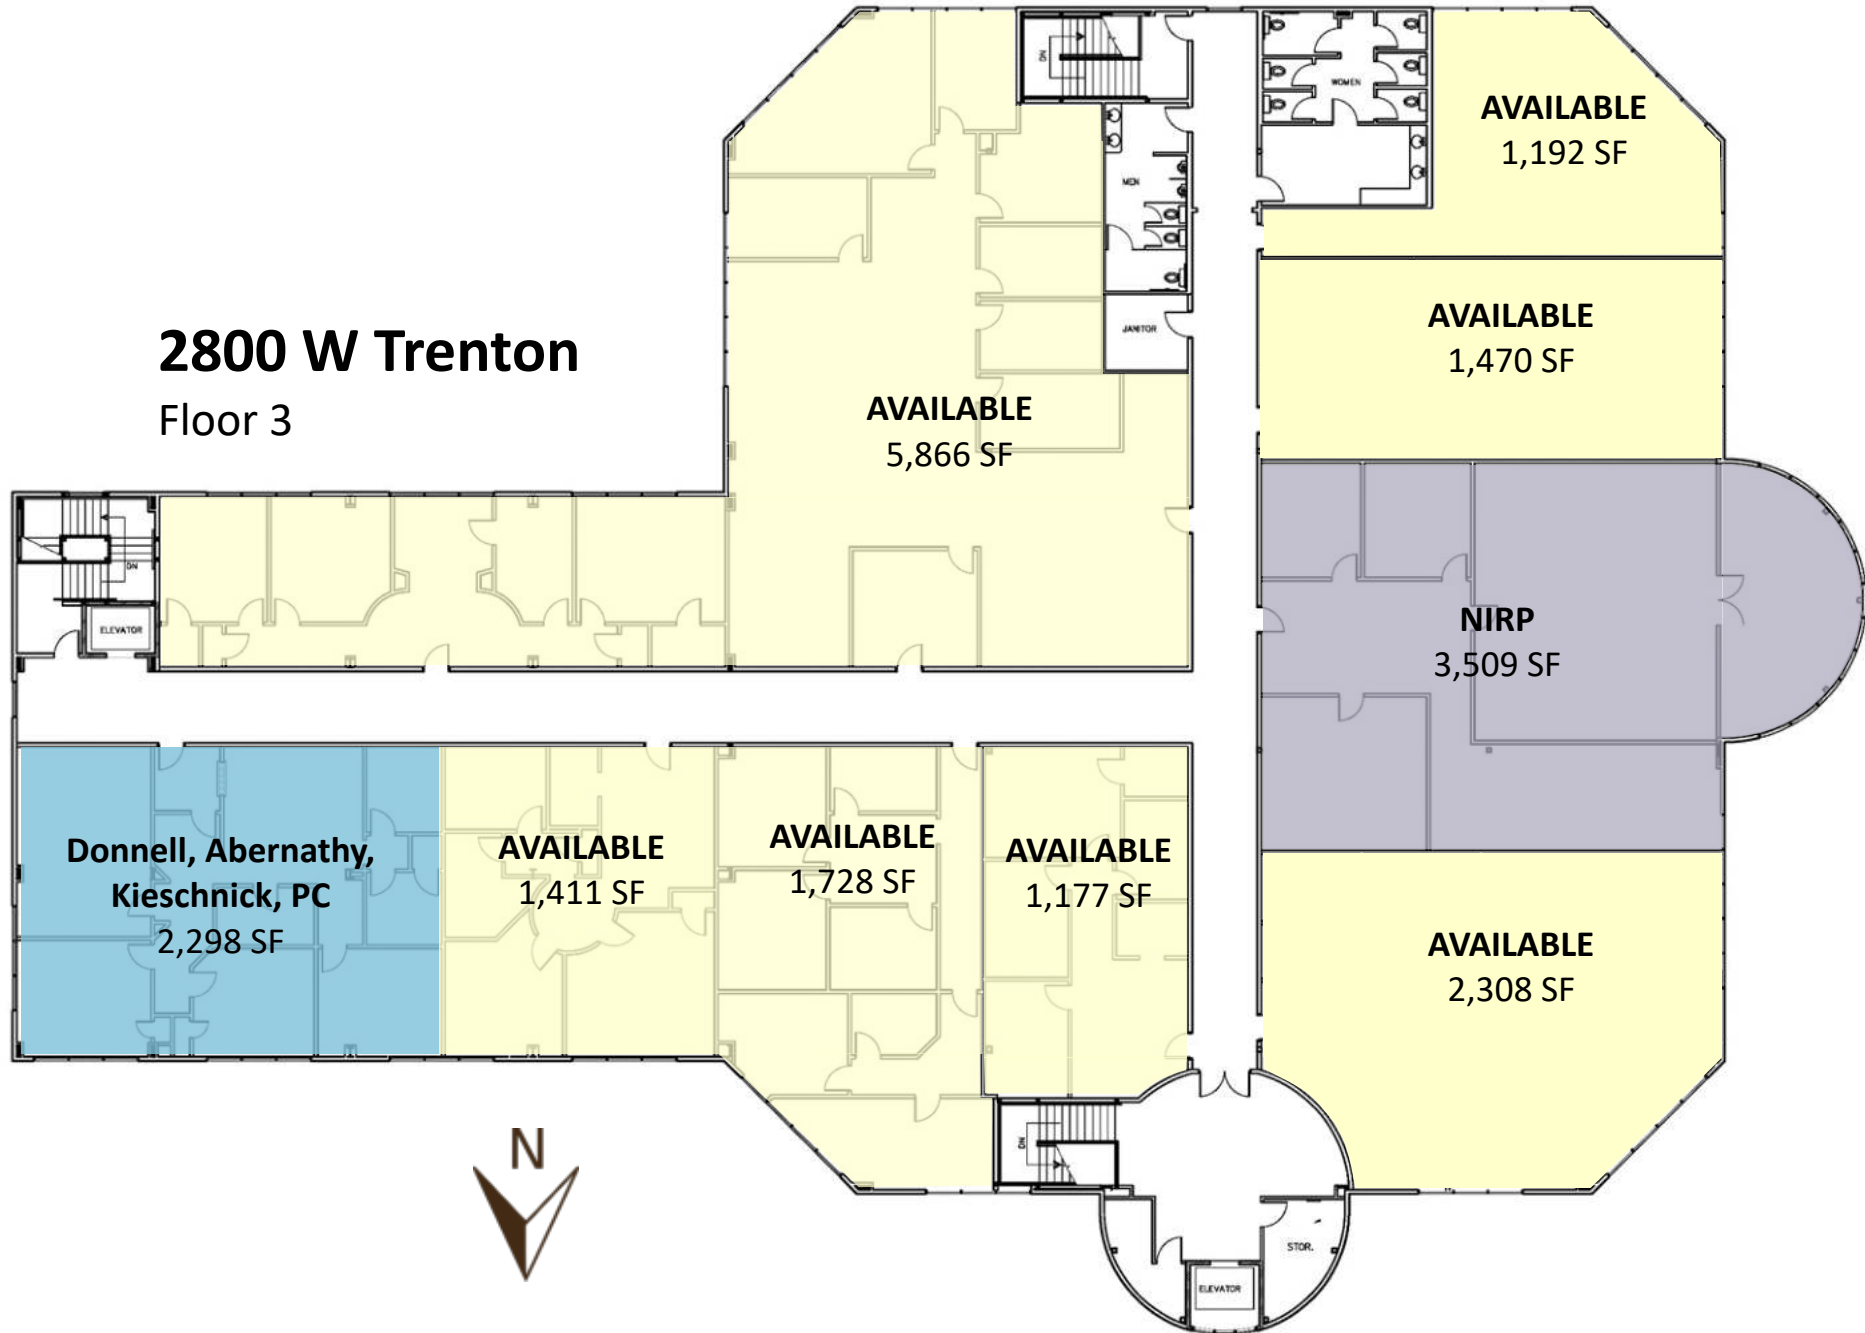 2800 W Trenton
Floor 3
DN
WOMEN
MEN
JANITOR
AVAILABLE
1,192 SF
AVAILABLE
1,470 SF
AVAILABLE
5,866 SF
DN
ELEVATOR
NIRP
3,509 SF
Donnell, Abernathy,
Kieschnick, PC
2,298 SF
AVAILABLE
1,411 SF
AVAILABLE
1,728 SF
AVAILABLE
1,177 SF
AVAILABLE
2,308 SF
DN
N
STOR.
ELEVATOR